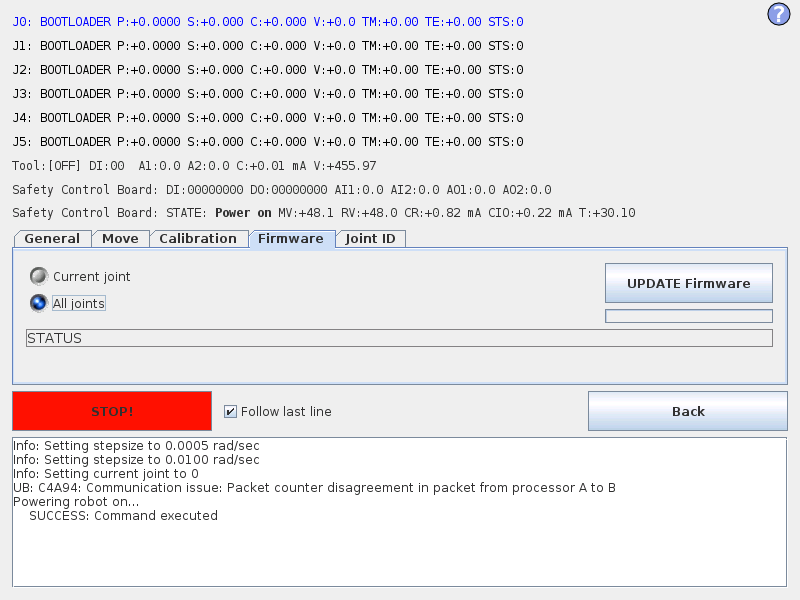 J0: BOOTLOADER P:+0.0000 S:+0.000 C:+0.000 V:+0.0 TM:+0.00 TE:+0.00 STS:0
?
J1: BOOTLOADER P:+0.0000 S:+0.000 C:+0.000 V:+0.0 TM:+0.00 TE:+0.00 STS:0
J2: BOOTLOADER P:+0.0000 S:+0.000 C:+0.000 V:+0.0 TM:+0.00 TE:+0.00 STS:0
J3: BOOTLOADER P:+0.0000 S:+0.000 C:+0.000 V:+0.0 TM:+0.00 TE:+0.00 STS:0
J4: BOOTLOADER P:+0.0000 S:+0.000 C:+0.000 V:+0.0 TM:+0.00 TE:+0.00 STS:0
J5: BOOTLOADER P:+0.0000 S:+0.000 C:+0.000 V:+0.0 TM:+0.00 TE:+0.00 STS:0
Tool:[OFF] DI:00  A1:0.0 A2:0.0 C:+0.01 mA V:+455.97
Safety Control Board: DI:00000000 DO:00000000 AI1:0.0 AI2:0.0 AO1:0.0 AO2:0.0
Safety Control Board: STATE: Power on MV:+48.1 RV:+48.0 CR:+0.82 mA CIO:+0.22 mA T:+30.10
General Move Calibration Firmware Joint ID
Current joint
UPDATE Firmware
All joints
STATUS
STOP! Follow last line Back
Info: Setting stepsize to 0.0005 rad/sec
Info: Setting stepsize to 0.0100 rad/sec
Info: Setting current joint to 0
UB: C4A94: Communication issue: Packet counter disagreement in packet from processor A to B
Powering robot on...
SUCCESS: Command executed